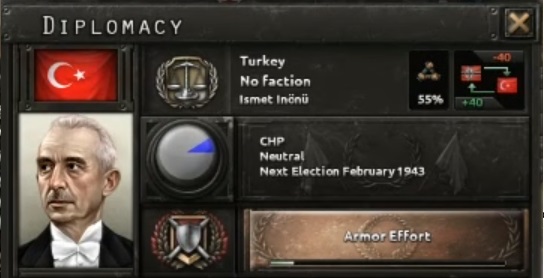 DIPLOMACY
Turkey
No faction
Ismet Inönü
55%
-40
+40
CHP
Neutral
Next Election February 1943
Armor Effort